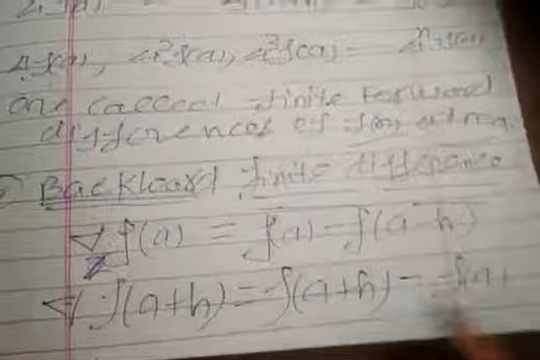 Δf(a), Δ²f(a), Δ³f(a) -
are called finite forward
differences of f(x) at x=a.
Backward finite difference
∇f(a) = f(a) - f(a-h)
∇f(a+h) = f(a+h) - f(a)